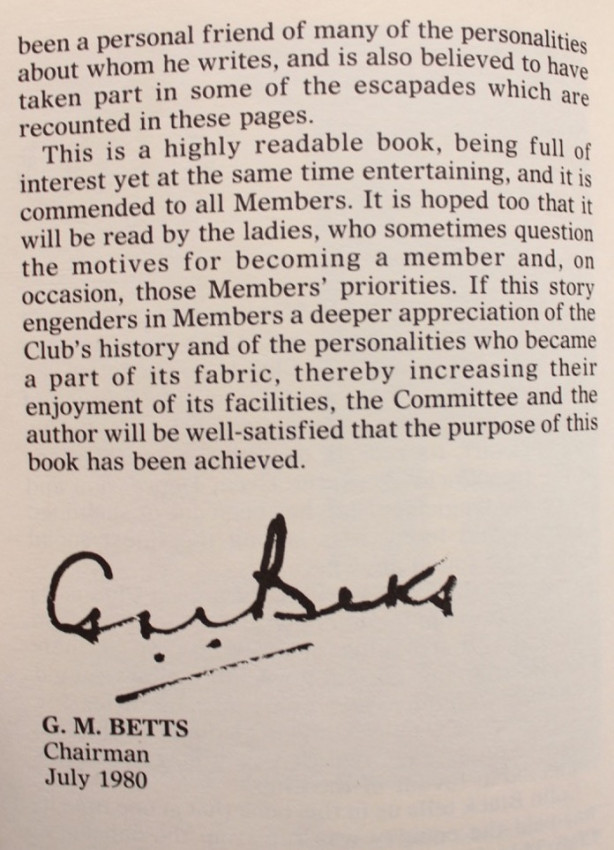 been a personal friend of many of the personalities
about whom he writes, and is also believed to have
taken part in some of the escapades which are
recounted in these pages.
This is a highly readable book, being full of
interest yet at the same time entertaining, and it is
commended to all Members. It is hoped too that it
will be read by the ladies, who sometimes question
the motives for becoming a member and, on
occasion, those Members' priorities. If this story
engenders in Members a deeper appreciation of the
Club's history and of the personalities who became
a part of its fabric, thereby increasing their
enjoyment of its facilities, the Committee and the
author will be well-satisfied that the purpose of this
book has been achieved.
G. M. Betts
G. M. BETTS
Chairman
July 1980